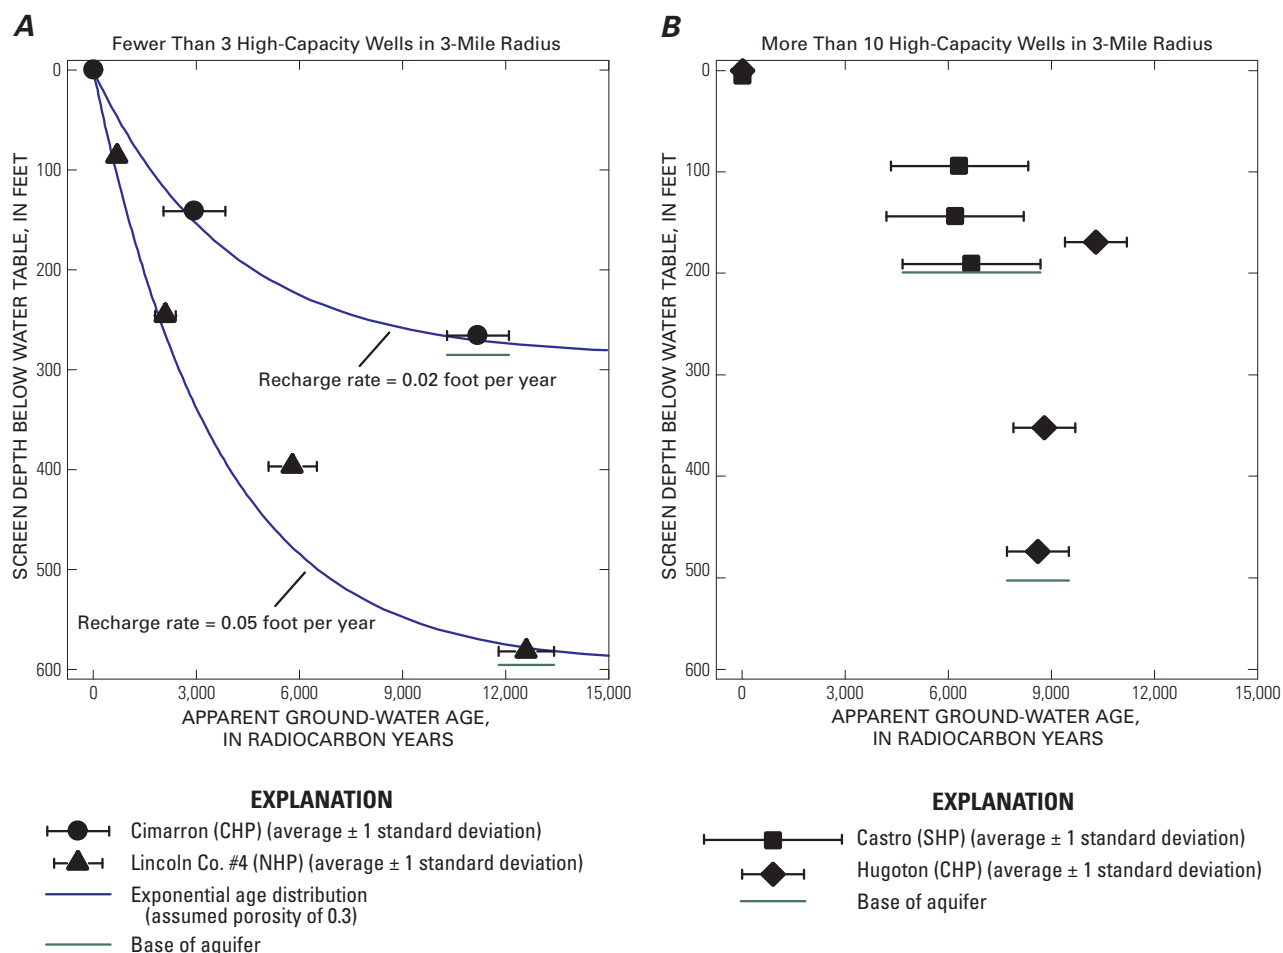 A
Fewer Than 3 High-Capacity Wells in 3-Mile Radius
SCREEN DEPTH BELOW WATER TABLE, IN FEET
0
100
200
300
400
500
600
Recharge rate = 0.02 foot per year
Recharge rate = 0.05 foot per year
0 3,000 6,000 9,000 12,000 15,000
APPARENT GROUND-WATER AGE,
IN RADIOCARBON YEARS
EXPLANATION
Cimarron (CHP) (average ± 1 standard deviation)
Lincoln Co. #4 (NHP) (average ± 1 standard deviation)
Exponential age distribution
(assumed porosity of 0.3)
Base of aquifer
B
More Than 10 High-Capacity Wells in 3-Mile Radius
SCREEN DEPTH BELOW WATER TABLE, IN FEET
0
100
200
300
400
500
600
0 3,000 6,000 9,000 12,000 15,000
APPARENT GROUND-WATER AGE,
IN RADIOCARBON YEARS
EXPLANATION
Castro (SHP) (average ± 1 standard deviation)
Hugoton (CHP) (average ± 1 standard deviation)
Base of aquifer